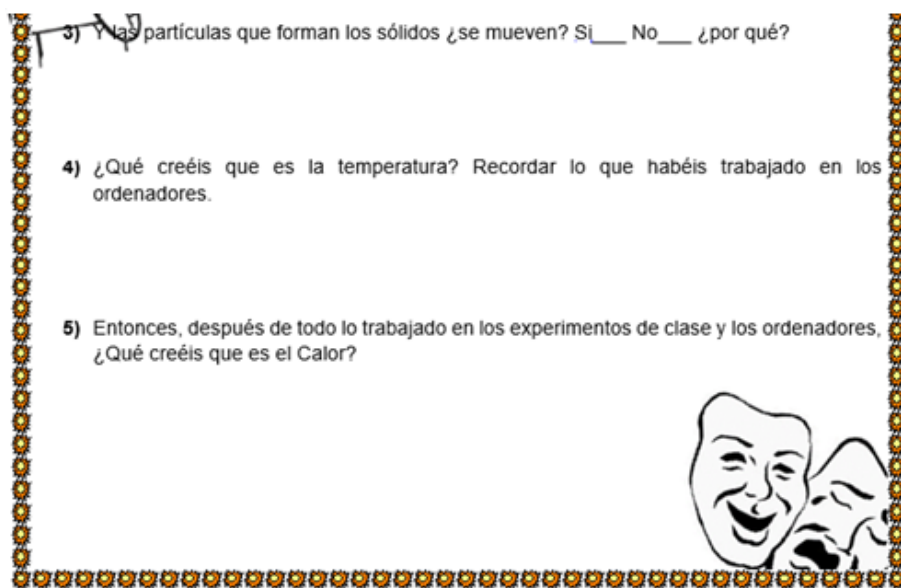 3) Y las partículas que forman los sólidos ¿se mueven? Si___ No___ ¿por qué?
4) ¿Qué creéis que es la temperatura? Recordar lo que habéis trabajado en los
ordenadores.
5) Entonces, después de todo lo trabajado en los experimentos de clase y los ordenadores,
¿Qué creéis que es el Calor?